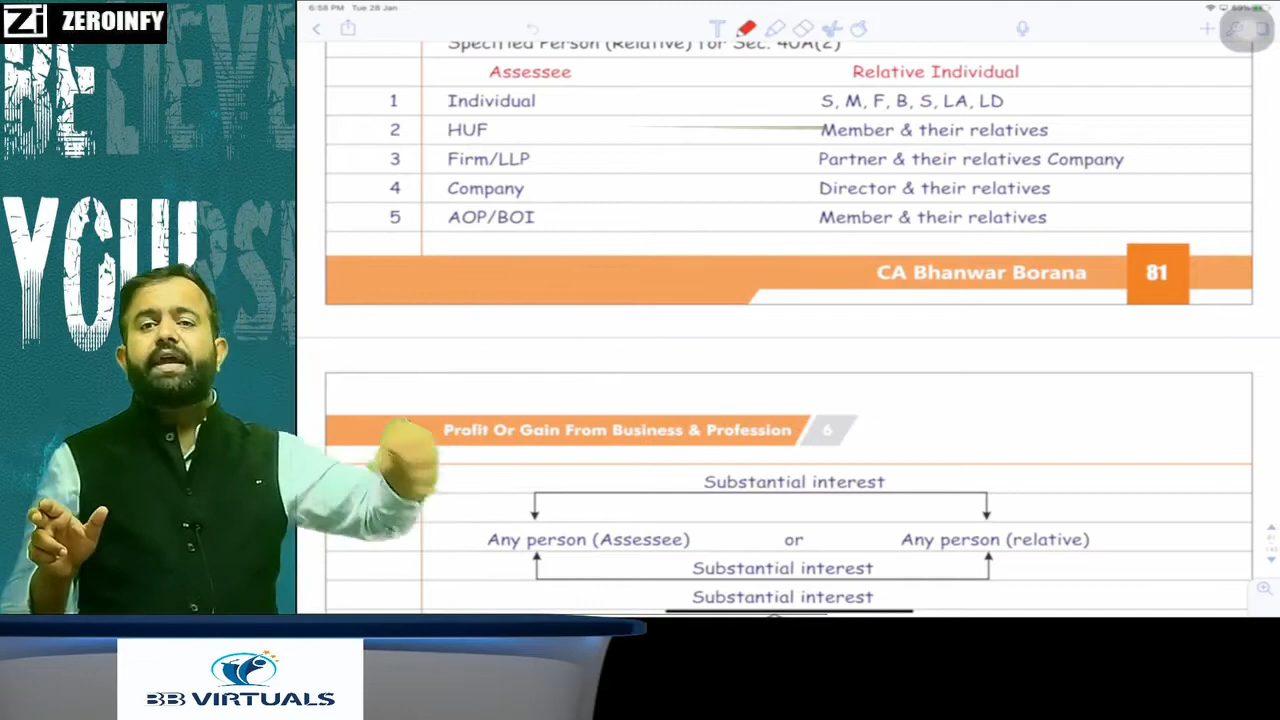 Zi ZEROINFY
6:58 PM Tue 28 Jan
Specified Person (Relative) for Sec. 40A(2)
Assessee Relative Individual
1 Individual S, M, F, B, S, LA, LD
2 HUF Member & their relatives
3 Firm/LLP Partner & their relatives Company
4 Company Director & their relatives
5 AOP/BOI Member & their relatives
CA Bhanwar Borana 81
Profit Or Gain From Business & Profession 6
Substantial interest
Any person (Assessee) or Any person (relative)
Substantial interest
Substantial interest
BELIEVE
YOURS
BB VIRTUALS